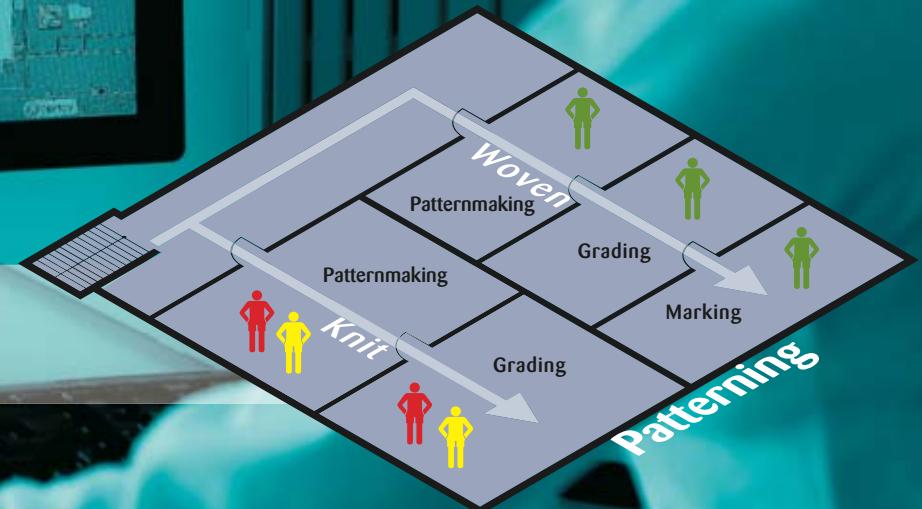 Woven
Patternmaking
Grading
Marking
Patternmaking
Knit
Grading
Patterning